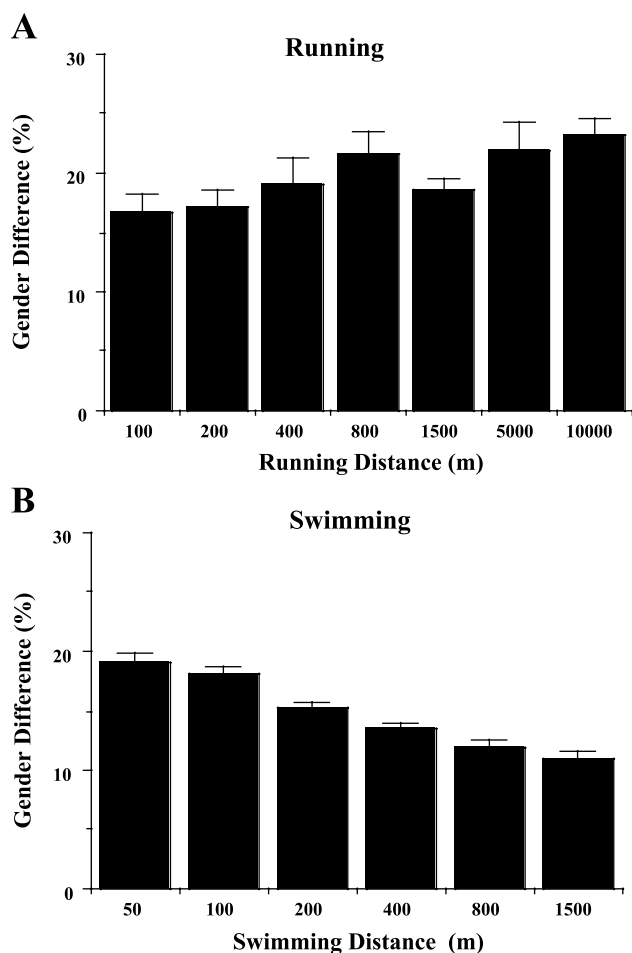 A
Running
30
20
10
0
Gender Difference (%)
100 200 400 800 1500 5000 10000
Running Distance (m)
B
Swimming
30
20
10
0
Gender Difference (%)
50 100 200 400 800 1500
Swimming Distance (m)